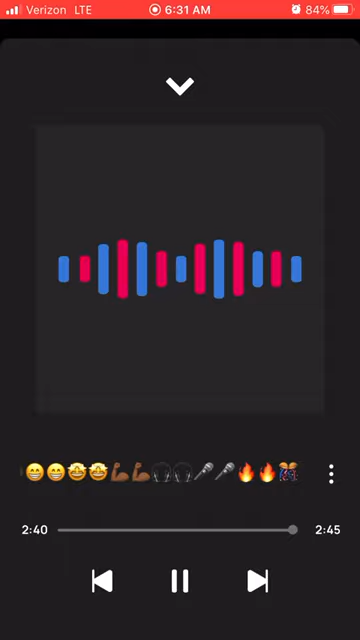 Verizon LTE 6:31 AM 84%
😁😁🤩🤩💪🏾💪🏾🎧🎧🎤🎤🔥🔥
2:40 2:45